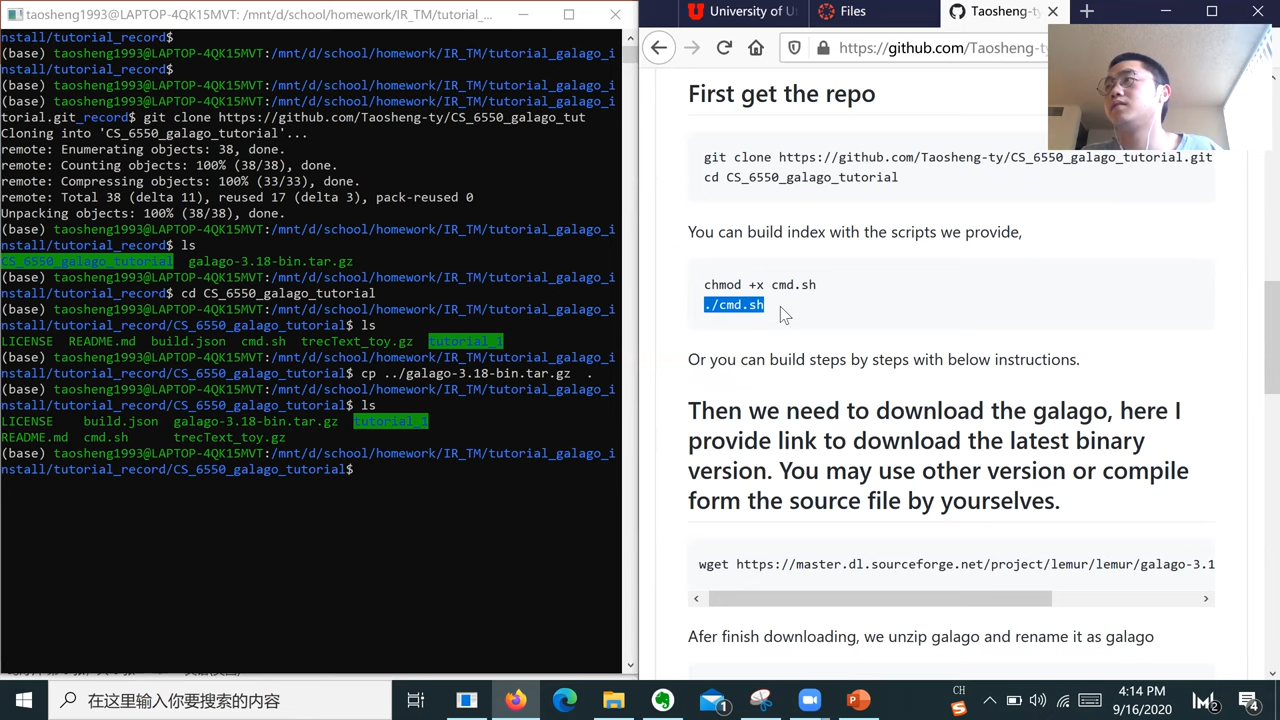 taosheng1993@LAPTOP-4QK15MVT: /mnt/d/school/homework/IR_TM/tutorial_...
nstall/tutorial_record$
(base) taosheng1993@LAPTOP-4QK15MVT:/mnt/d/school/homework/IR_TM/tutorial_galago_i
nstall/tutorial_record$
(base) taosheng1993@LAPTOP-4QK15MVT:/mnt/d/school/homework/IR_TM/tutorial_galago_i
(base) taosheng1993@LAPTOP-4QK15MVT:/mnt/d/school/homework/IR_TM/tutorial_galago_i
torial.git_record$ git clone https://github.com/Taosheng-ty/CS_6550_galago_tut
Cloning into 'CS_6550_galago_tutorial'...
remote: Enumerating objects: 38, done.
remote: Counting objects: 100% (38/38), done.
remote: Compressing objects: 100% (33/33), done.
remote: Total 38 (delta 11), reused 17 (delta 3), pack-reused 0
Unpacking objects: 100% (38/38), done.
(base) taosheng1993@LAPTOP-4QK15MVT:/mnt/d/school/homework/IR_TM/tutorial_galago_i
nstall/tutorial_record$ ls
CS_6550_galago_tutorial galago-3.18-bin.tar.gz
(base) taosheng1993@LAPTOP-4QK15MVT:/mnt/d/school/homework/IR_TM/tutorial_galago_i
nstall/tutorial_record$ cd CS_6550_galago_tutorial
(base) taosheng1993@LAPTOP-4QK15MVT:/mnt/d/school/homework/IR_TM/tutorial_galago_i
nstall/tutorial_record/CS_6550_galago_tutorial$ ls
LICENSE README.md build.json cmd.sh trecText_toy.gz tutorial_1
(base) taosheng1993@LAPTOP-4QK15MVT:/mnt/d/school/homework/IR_TM/tutorial_galago_i
nstall/tutorial_record/CS_6550_galago_tutorial$ cp ../galago-3.18-bin.tar.gz .
(base) taosheng1993@LAPTOP-4QK15MVT:/mnt/d/school/homework/IR_TM/tutorial_galago_i
nstall/tutorial_record/CS_6550_galago_tutorial$ ls
LICENSE build.json galago-3.18-bin.tar.gz tutorial_1
README.md cmd.sh trecText_toy.gz
(base) taosheng1993@LAPTOP-4QK15MVT:/mnt/d/school/homework/IR_TM/tutorial_galago_i
nstall/tutorial_record/CS_6550_galago_tutorial$
University of U
Files
Taosheng-ty
https://github.com/Taosheng-ty
First get the repo
git clone https://github.com/Taosheng-ty/CS_6550_galago_tutorial.git
cd CS_6550_galago_tutorial
You can build index with the scripts we provide,
chmod +x cmd.sh
./cmd.sh
Or you can build steps by steps with below instructions.
Then we need to download the galago, here I
provide link to download the latest binary
version. You may use other version or compile
form the source file by yourselves.
wget https://master.dl.sourceforge.net/project/lemur/lemur/galago-3.1
Afer finish downloading, we unzip galago and rename it as galago
在这里输入你要搜索的内容
CH
4:14 PM
9/16/2020